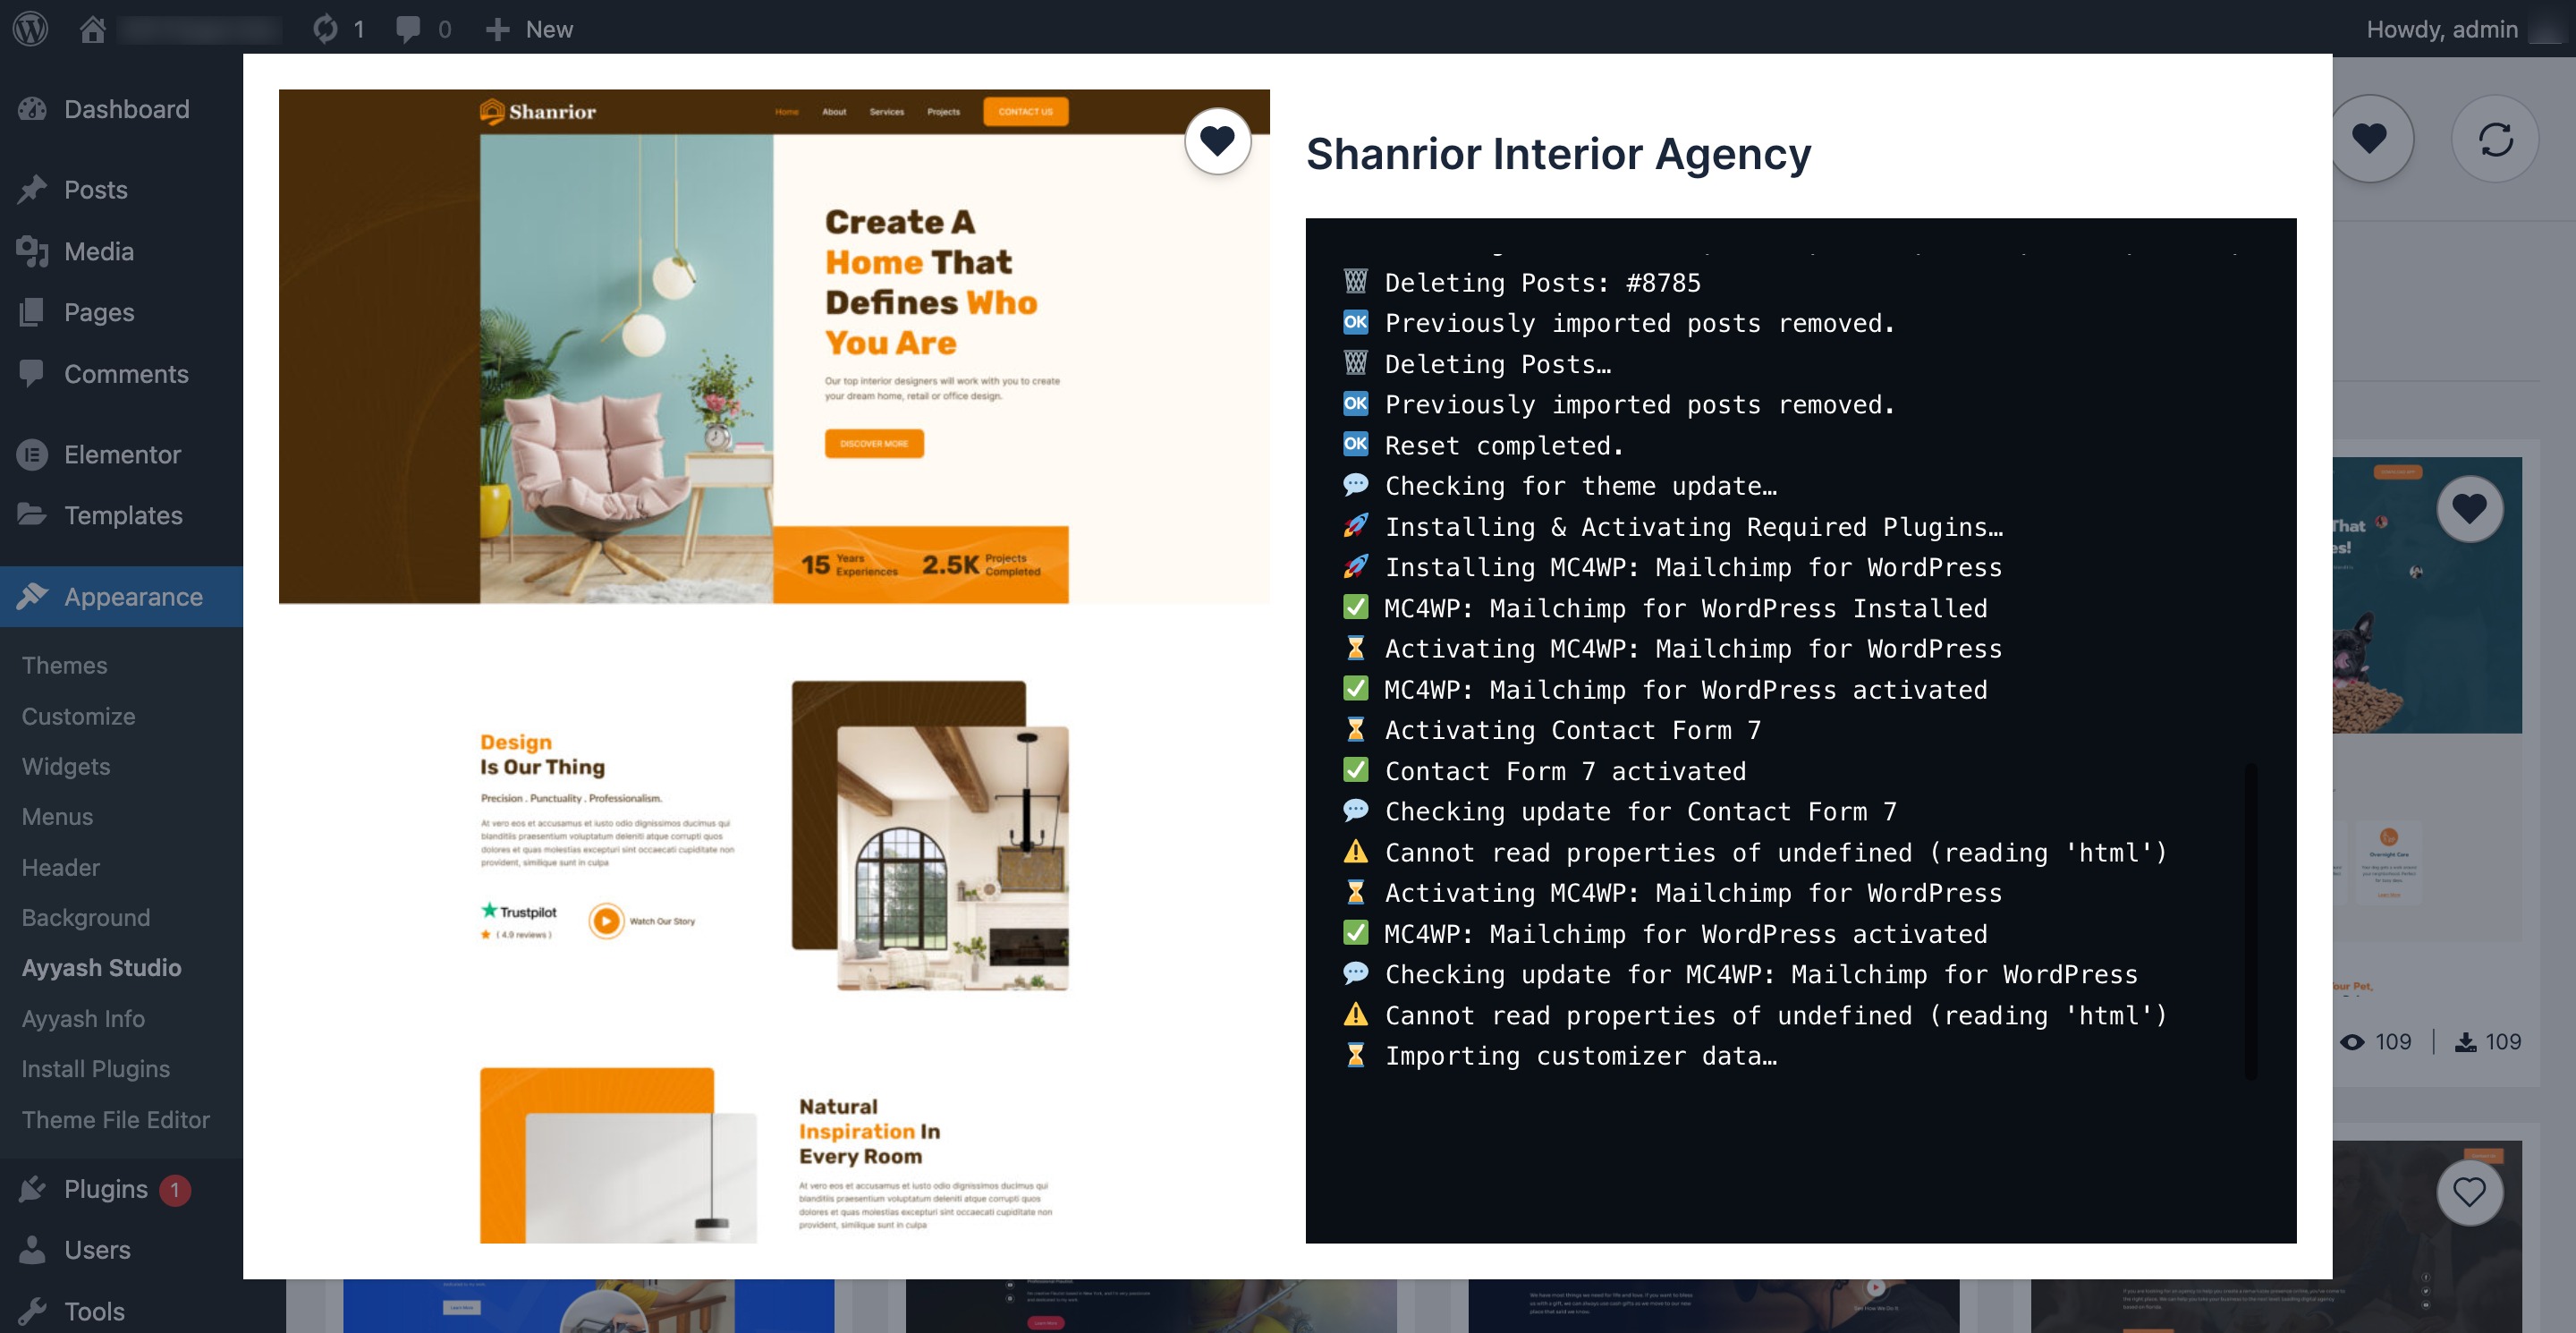 1
0
New
Howdy, admin
Dashboard
Posts
Media
Pages
Comments
Elementor
Templates
Appearance
Themes
Customize
Widgets
Menus
Header
Background
Ayyash Studio
Ayyash Info
Install Plugins
Theme File Editor
Plugins 1
Users
Tools
Shanrior
Home About Services Projects CONTACT US
Create A
Home That
Defines Who
You Are
Our top interior designers will work with you to create
your dream home, retail or office design.
DISCOVER MORE
15 Years Experiences 2.5K Projects Completed
Design
Is Our Thing
Precision . Punctuality . Professionalism.
At vero eos et accusamus et iusto odio dignissimos ducimus qui
blanditiis praesentium voluptatum deleniti atque corrupti quos
dolores et quas molestias excepturi sint occaecati cupiditate non
provident, similique sunt in culpa
Trustpilot
( 4.9 reviews )
Watch Our Story
Natural
Inspiration In
Every Room
At vero eos et accusamus et iusto odio dignissimos ducimus qui
blanditiis praesentium voluptatum deleniti atque corrupti quos
dolores et quas molestias excepturi sint occaecati cupiditate non
provident, similique sunt in culpa
Shanrior Interior Agency
Deleting Posts: #8785
OK Previously imported posts removed.
Deleting Posts…
OK Previously imported posts removed.
OK Reset completed.
Checking for theme update…
Installing & Activating Required Plugins…
Installing MC4WP: Mailchimp for WordPress
MC4WP: Mailchimp for WordPress Installed
Activating MC4WP: Mailchimp for WordPress
MC4WP: Mailchimp for WordPress activated
Activating Contact Form 7
Contact Form 7 activated
Checking update for Contact Form 7
Cannot read properties of undefined (reading 'html')
Activating MC4WP: Mailchimp for WordPress
MC4WP: Mailchimp for WordPress activated
Checking update for MC4WP: Mailchimp for WordPress
Cannot read properties of undefined (reading 'html')
Importing customizer data…
That
es!
Overnight Care
our Pet,
109 | 109
Learn More
See How We Do It